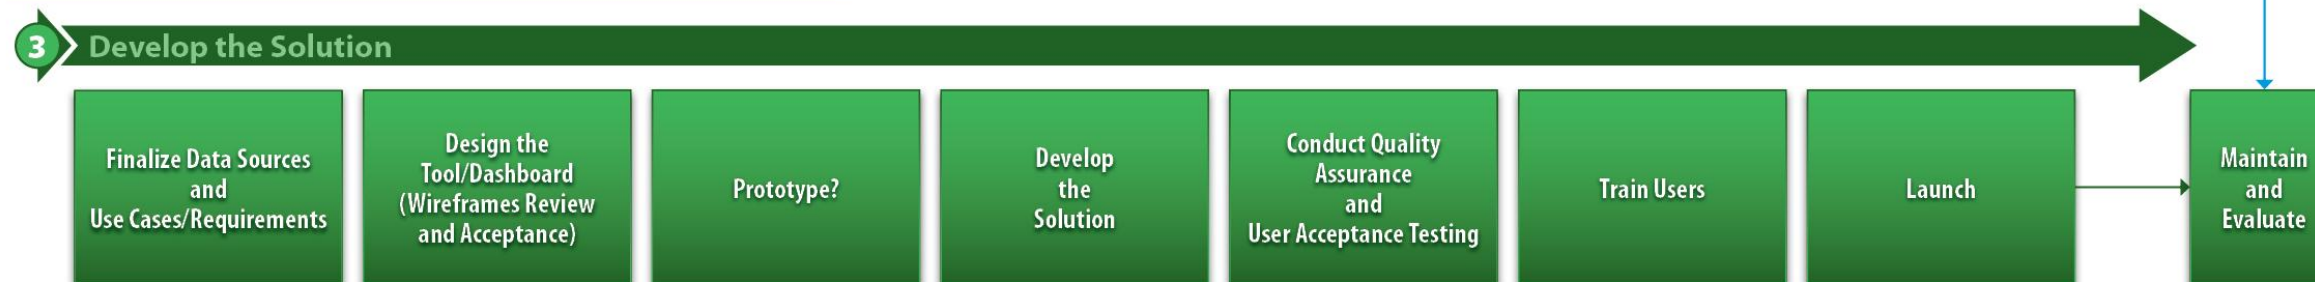 3
Develop the Solution
Finalize Data Sources
and
Use Cases/Requirements
Design the
Tool/Dashboard
(Wireframes Review
and Acceptance)
Prototype?
Develop
the
Solution
Conduct Quality
Assurance
and
User Acceptance Testing
Train Users
Launch
Maintain
and
Evaluate